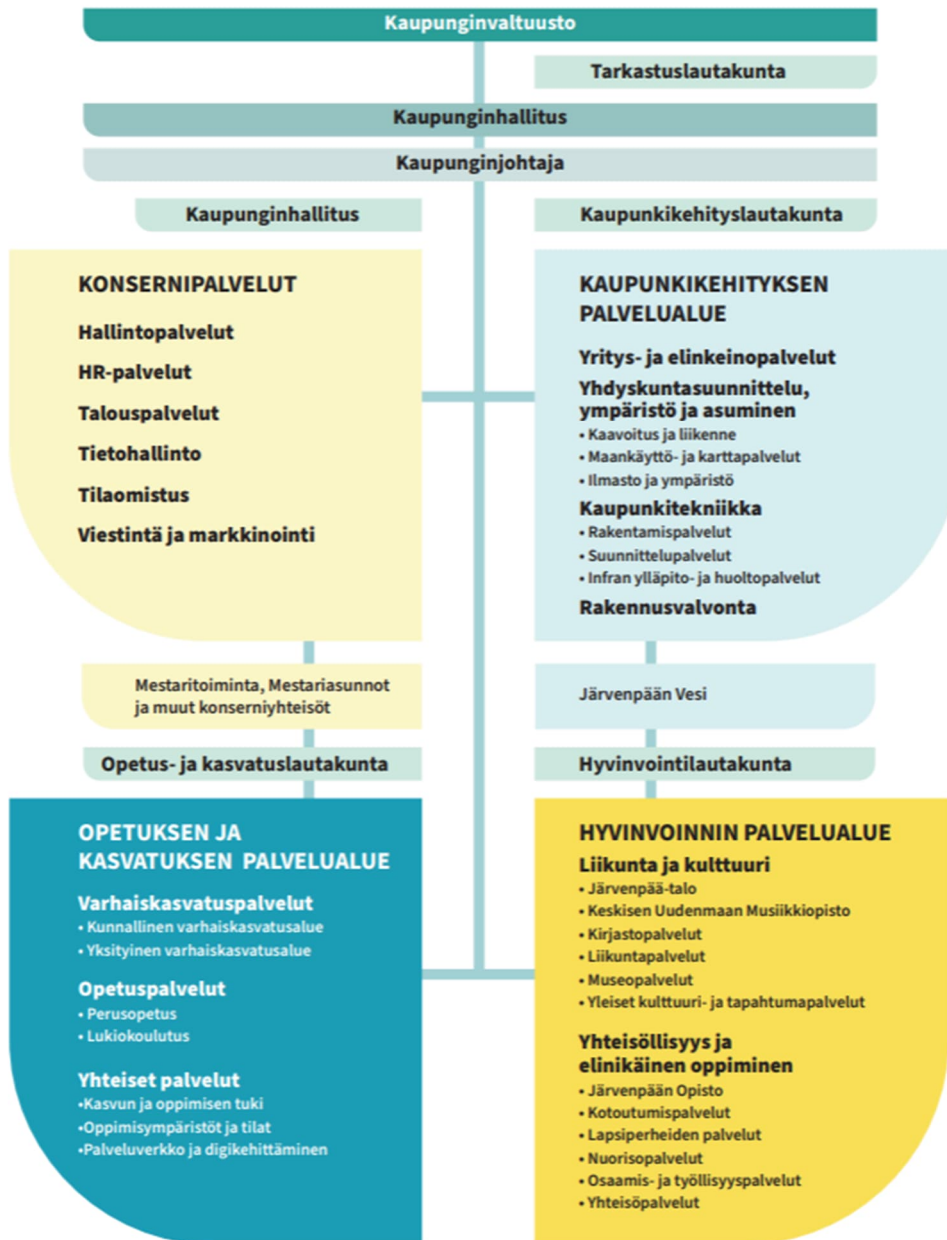 Kaupunginvaltuusto
Tarkastuslautakunta
Kaupunginhallitus
Kaupunginjohtaja
Kaupunginhallitus
KONSERNIPALVELUT
Hallintopalvelut
HR-palvelut
Talouspalvelut
Tietohallinto
Tilaomistus
Viestintä ja markkinointi
Mestaritoiminta, Mestariasunnot
ja muut konserniyhteisöt
Kaupunkikehityslautakunta
KAUPUNKIKEHITYKSEN
PALVELUALUE
Yritys- ja elinkeinopalvelut
Yhdyskuntasuunnittelu,
ympäristö ja asuminen
• Kaavoitus ja liikenne
• Maankäyttö- ja karttapalvelut
• Ilmasto ja ympäristö
Kaupunkitekniikka
• Rakentamispalvelut
• Suunnittelupalvelut
• Infran ylläpito- ja huoltopalvelut
Rakennusvalvonta
Järvenpään Vesi
Opetus- ja kasvatuslautakunta
OPETUKSEN JA
KASVATUKSEN PALVELUALUE
Varhaiskasvatuspalvelut
• Kunnallinen varhaiskasvatusalue
• Yksityinen varhaiskasvatusalue
Opetuspalvelut
• Perusopetus
• Lukiokoulutus
Yhteiset palvelut
•Kasvun ja oppimisen tuki
•Oppimisympäristöt ja tilat
•Palveluverkko ja digikehittäminen
Hyvinvointilautakunta
HYVINVOINNIN PALVELUALUE
Liikunta ja kulttuuri
• Järvenpää-talo
• Keskisen Uudenmaan Musiikkiopisto
• Kirjastopalvelut
• Liikuntapalvelut
• Museopalvelut
• Yleiset kulttuuri- ja tapahtumapalvelut
Yhteisöllisyys ja
elinikäinen oppiminen
• Järvenpään Opisto
• Kotoutumispalvelut
• Lapsiperheiden palvelut
• Nuorisopalvelut
• Osaamis- ja työllisyyspalvelut
• Yhteisöpalvelut